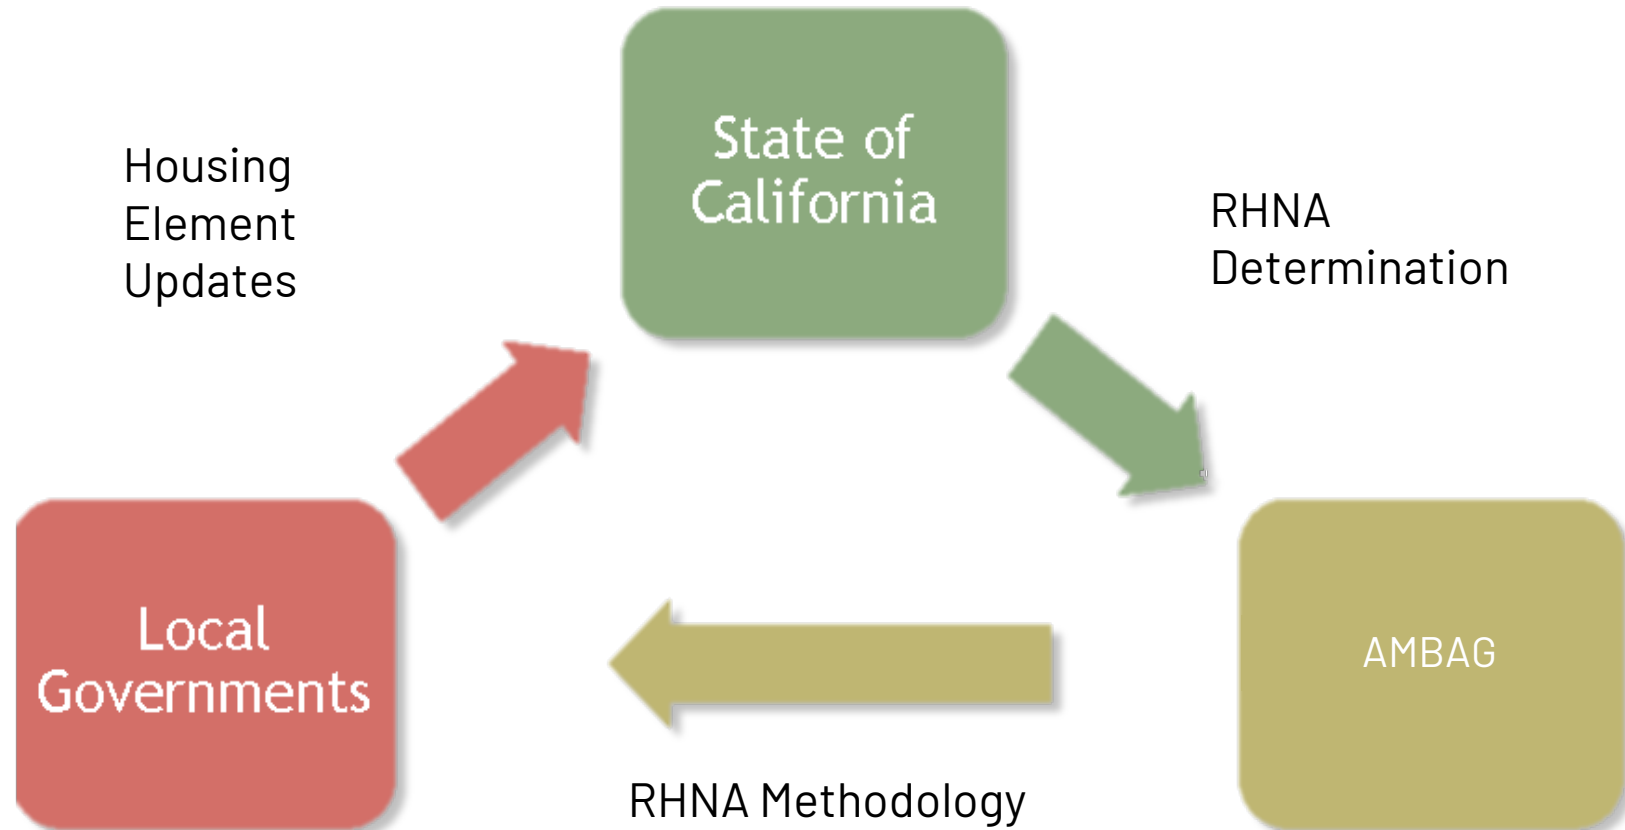 State of
California
Housing
Element
Updates
RHNA
Determination
Local
Governments
AMBAG
RHNA Methodology